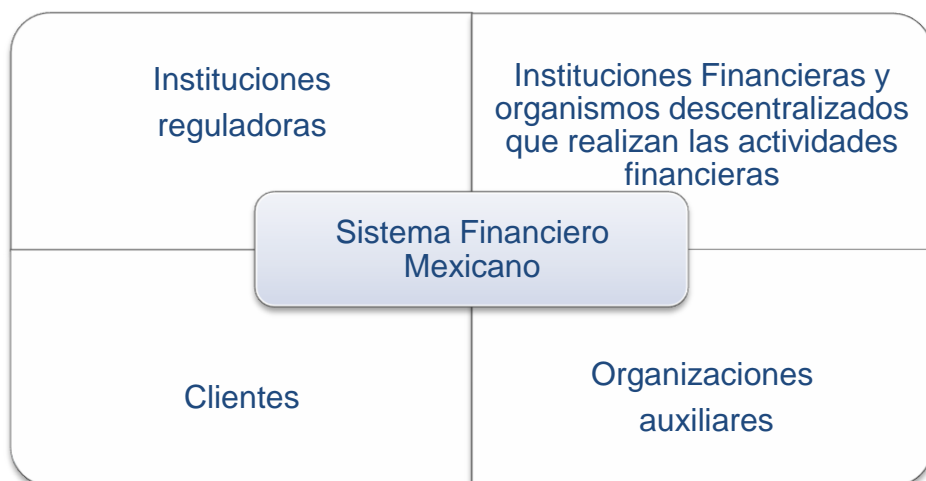 Instituciones
reguladoras
Instituciones Financieras y
organismos descentralizados
que realizan las actividades
financieras
Sistema Financiero
Mexicano
Clientes
Organizaciones
auxiliares